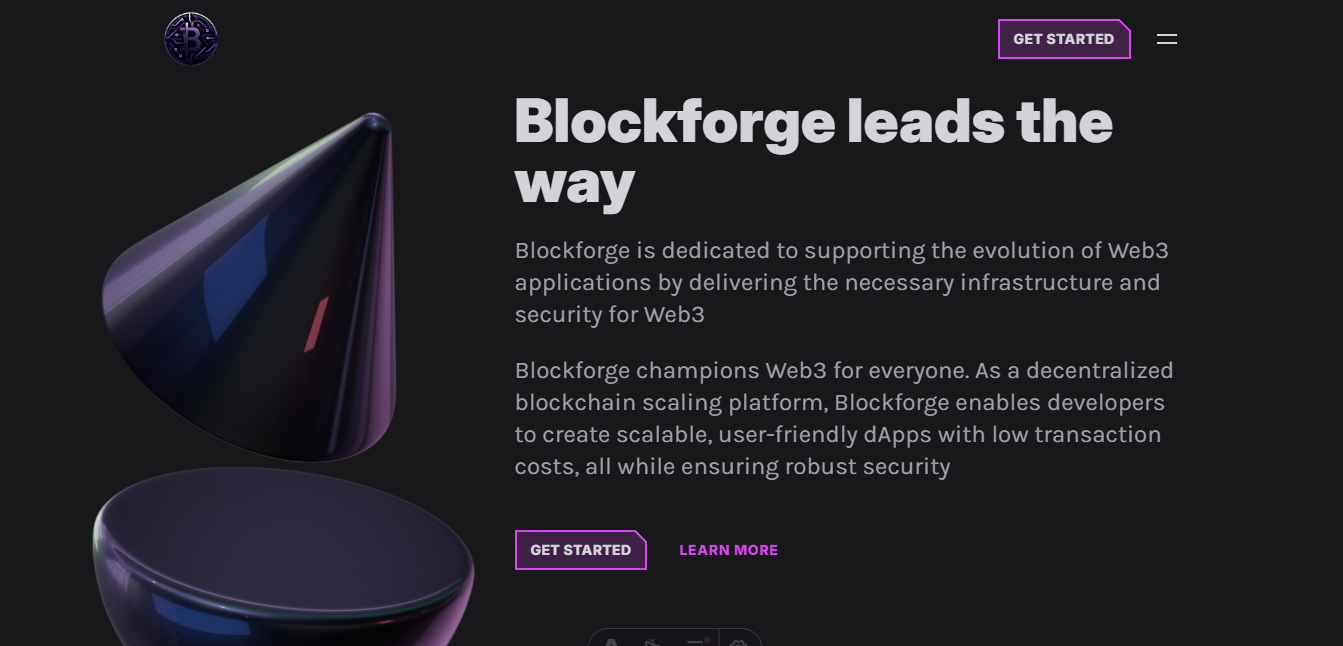 GET STARTED
Blockforge leads the
way
Blockforge is dedicated to supporting the evolution of Web3
applications by delivering the necessary infrastructure and
security for Web3
Blockforge champions Web3 for everyone. As a decentralized
blockchain scaling platform, Blockforge enables developers
to create scalable, user-friendly dApps with low transaction
costs, all while ensuring robust security
GET STARTED
LEARN MORE